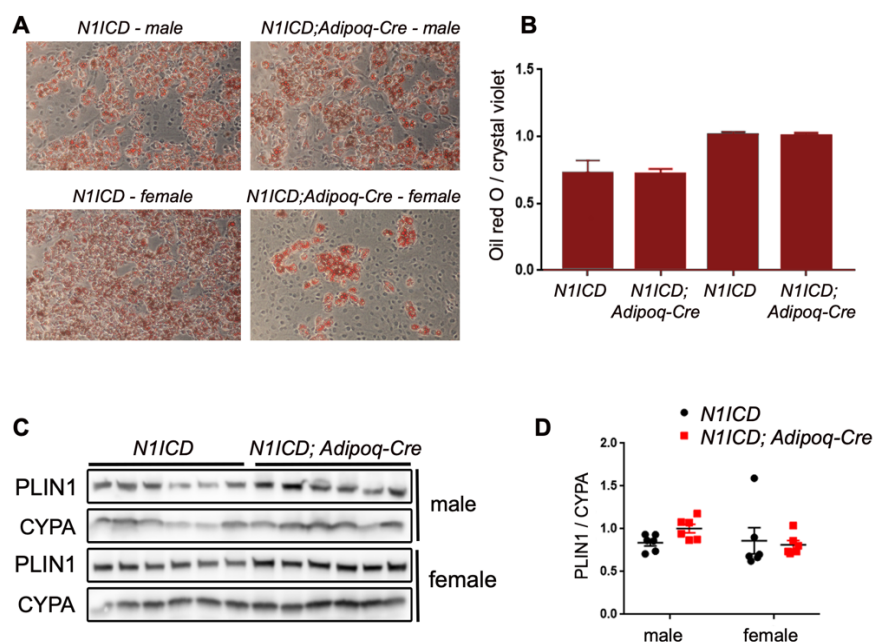 A
N1ICD - male
N1ICD;Adipoq-Cre - male
N1ICD - female
N1ICD;Adipoq-Cre - female
B
Oil red O / crystal violet
1.5
1.0
0.5
0.0
N1ICD
N1ICD;
Adipoq-Cre
N1ICD
N1ICD;
Adipoq-Cre
C
N1ICD
N1ICD; Adipoq-Cre
PLIN1
CYPA
male
PLIN1
CYPA
female
D
N1ICD
N1ICD; Adipoq-Cre
PLIN1 / CYPA
2.0
1.5
1.0
0.5
0.0
male
female